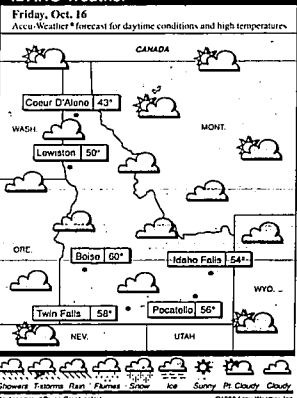 Friday, Oct. 16
Accu-Weather® forecast for daytime conditions and high temperatures
CANADA
Coeur D'Alene 43°
WASH.
MONT.
Lewiston 50°
ORE.
Boise 60°
Idaho Falls 54°
WYO.
Twin Falls 58°
Pocatello 56°
NEV.
UTAH
Showers T-storms Rain Flurries Snow Ice Sunny Pt. Cloudy Cloudy